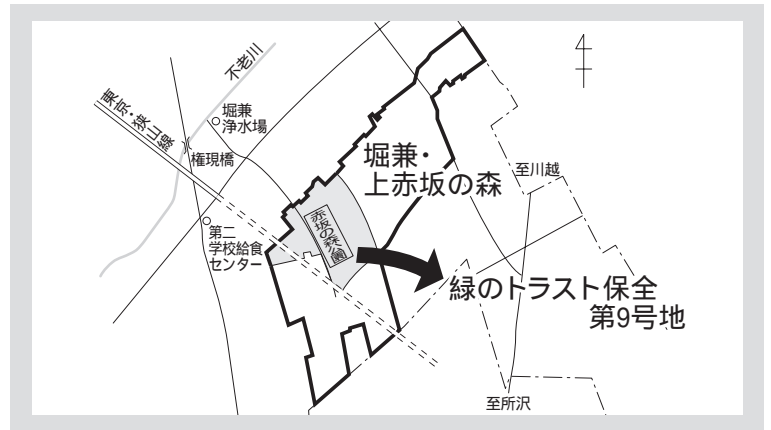 不老川
東京・狭山線
堀兼
浄水場
権現橋
堀兼・
上赤坂の森
至川越
赤坂の森公園
第二
学校給食
センター
緑のトラスト保全
第9号地
至所沢